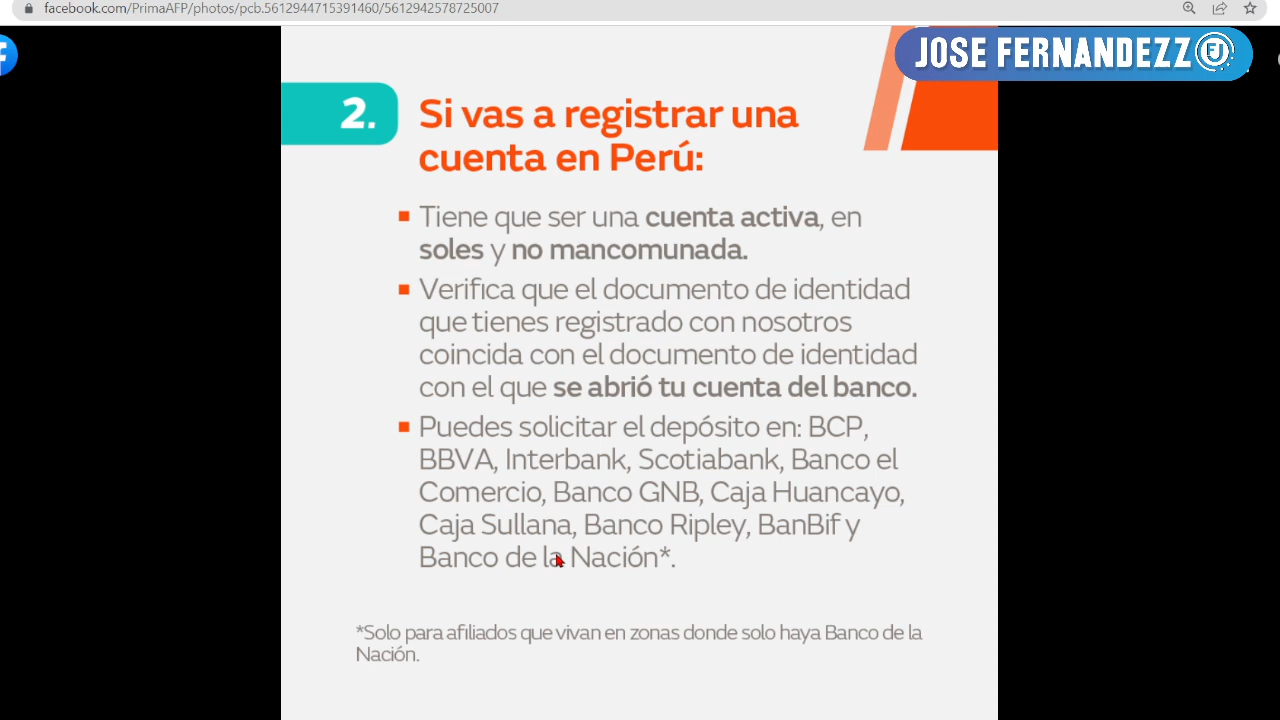 facebook.com/PrimaAFP/photos/pcb.5612944715391460/5612942578725007
JOSE FERNANDEZZ
2.
Si vas a registrar una
cuenta en Perú:
Tiene que ser una cuenta activa, en
soles y no mancomunada.
Verifica que el documento de identidad
que tienes registrado con nosotros
coincida con el documento de identidad
con el que se abrió tu cuenta del banco.
Puedes solicitar el depósito en: BCP,
BBVA, Interbank, Scotiabank, Banco el
Comercio, Banco GNB, Caja Huancayo,
Caja Sullana, Banco Ripley, BanBif y
Banco de la Nación*.
*Solo para afiliados que vivan en zonas donde solo haya Banco de la
Nación.